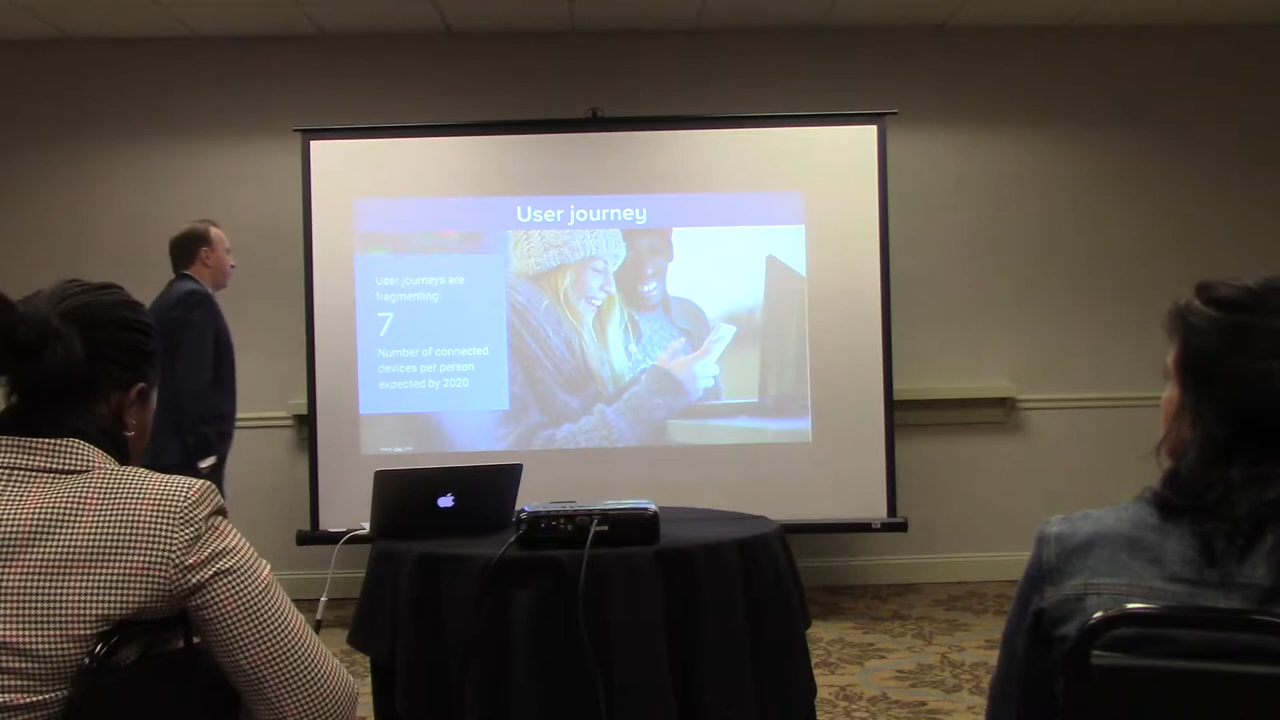 User journey
User journeys are
fragmenting:
7
Number of connected
devices per person
expected by 2020